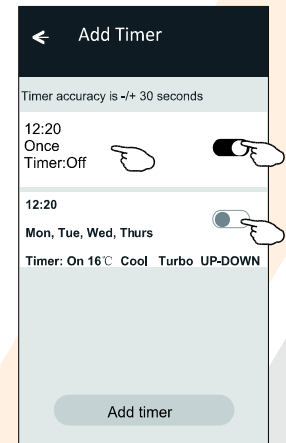 Add Timer
Timer accuracy is -/+ 30 seconds
12:20
Once
Timer:Off
12:20
Mon, Tue, Wed, Thurs
Timer: On 16℃ Cool Turbo UP-DOWN
Add timer